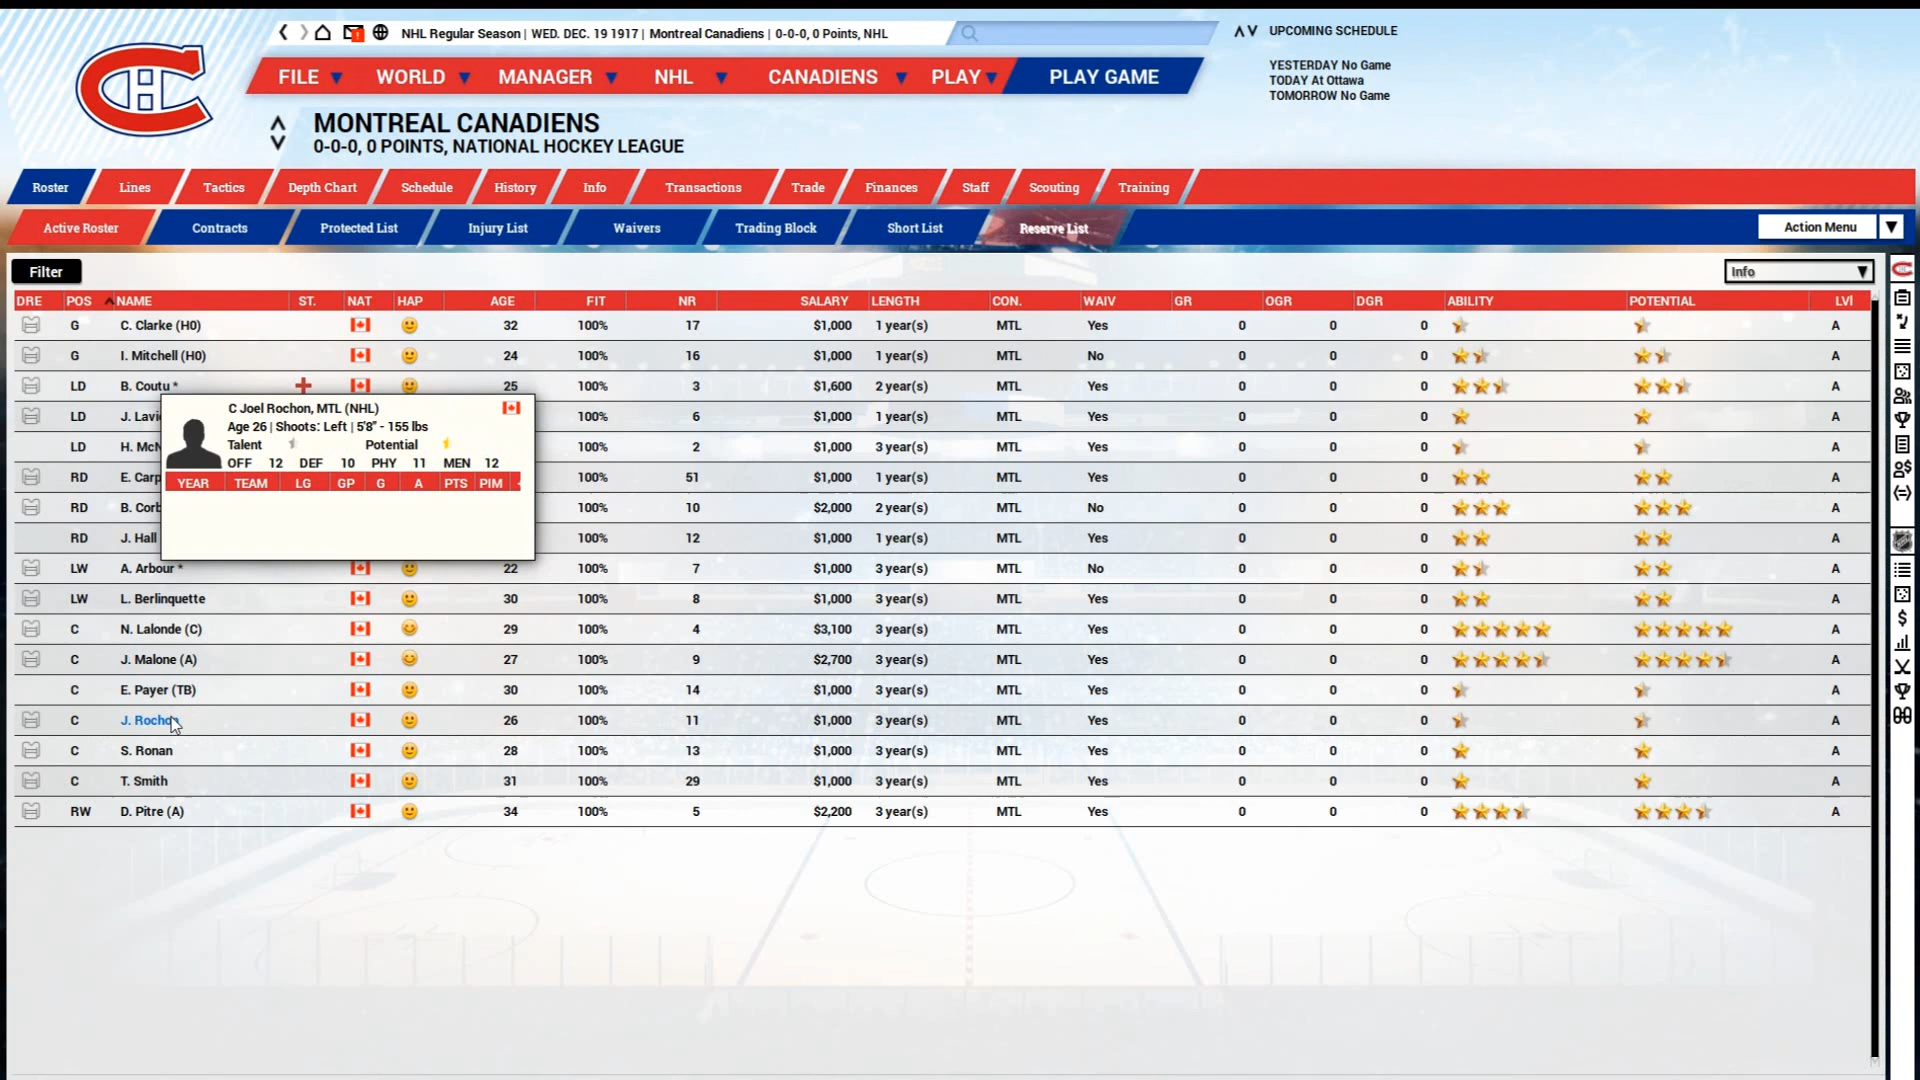 NHL Regular Season | WED. DEC. 19 1917 | Montreal Canadiens | 0-0-0, 0 Points, NHL
UPCOMING SCHEDULE
YESTERDAY No Game
TODAY At Ottawa
TOMORROW No Game
FILE WORLD MANAGER NHL CANADIENS PLAY PLAY GAME
MONTREAL CANADIENS
0-0-0, 0 POINTS, NATIONAL HOCKEY LEAGUE
Roster Lines Tactics Depth Chart Schedule History Info Transactions Trade Finances Staff Scouting Training
Active Roster Contracts Protected List Injury List Waivers Trading Block Short List Reserve List Action Menu
Filter Info
DRE POS NAME ST. NAT HAP AGE FIT NR SALARY LENGTH CON. WAIV GR OGR DGR ABILITY POTENTIAL LVl
G C. Clarke (H0) 32 100% 17 $1,000 1 year(s) MTL Yes 0 0 0 A
G I. Mitchell (H0) 24 100% 16 $1,000 1 year(s) MTL No 0 0 0 A
LD B. Coutu * 25 100% 3 $1,600 2 year(s) MTL Yes 0 0 0 A
LD J. Lavi 100% 6 $1,000 1 year(s) MTL Yes 0 0 0 A
LD H. McN 100% 2 $1,000 3 year(s) MTL Yes 0 0 0 A
RD E. Carp 100% 51 $1,000 1 year(s) MTL Yes 0 0 0 A
RD B. Corb 100% 10 $2,000 2 year(s) MTL No 0 0 0 A
RD J. Hall 100% 12 $1,000 1 year(s) MTL Yes 0 0 0 A
LW A. Arbour * 22 100% 7 $1,000 3 year(s) MTL No 0 0 0 A
LW L. Berlinquette 30 100% 8 $1,000 3 year(s) MTL Yes 0 0 0 A
C N. Lalonde (C) 29 100% 4 $3,100 3 year(s) MTL Yes 0 0 0 A
C J. Malone (A) 27 100% 9 $2,700 3 year(s) MTL Yes 0 0 0 A
C E. Payer (TB) 30 100% 14 $1,000 3 year(s) MTL Yes 0 0 0 A
C J. Rochon 26 100% 11 $1,000 3 year(s) MTL Yes 0 0 0 A
C S. Ronan 28 100% 13 $1,000 3 year(s) MTL Yes 0 0 0 A
C T. Smith 31 100% 29 $1,000 3 year(s) MTL Yes 0 0 0 A
RW D. Pitre (A) 34 100% 5 $2,200 3 year(s) MTL Yes 0 0 0 A
C Joel Rochon, MTL (NHL)
Age 26 | Shoots: Left | 5'8" - 155 lbs
Talent Potential
OFF 12 DEF 10 PHY 11 MEN 12
YEAR TEAM LG GP G A PTS PIM